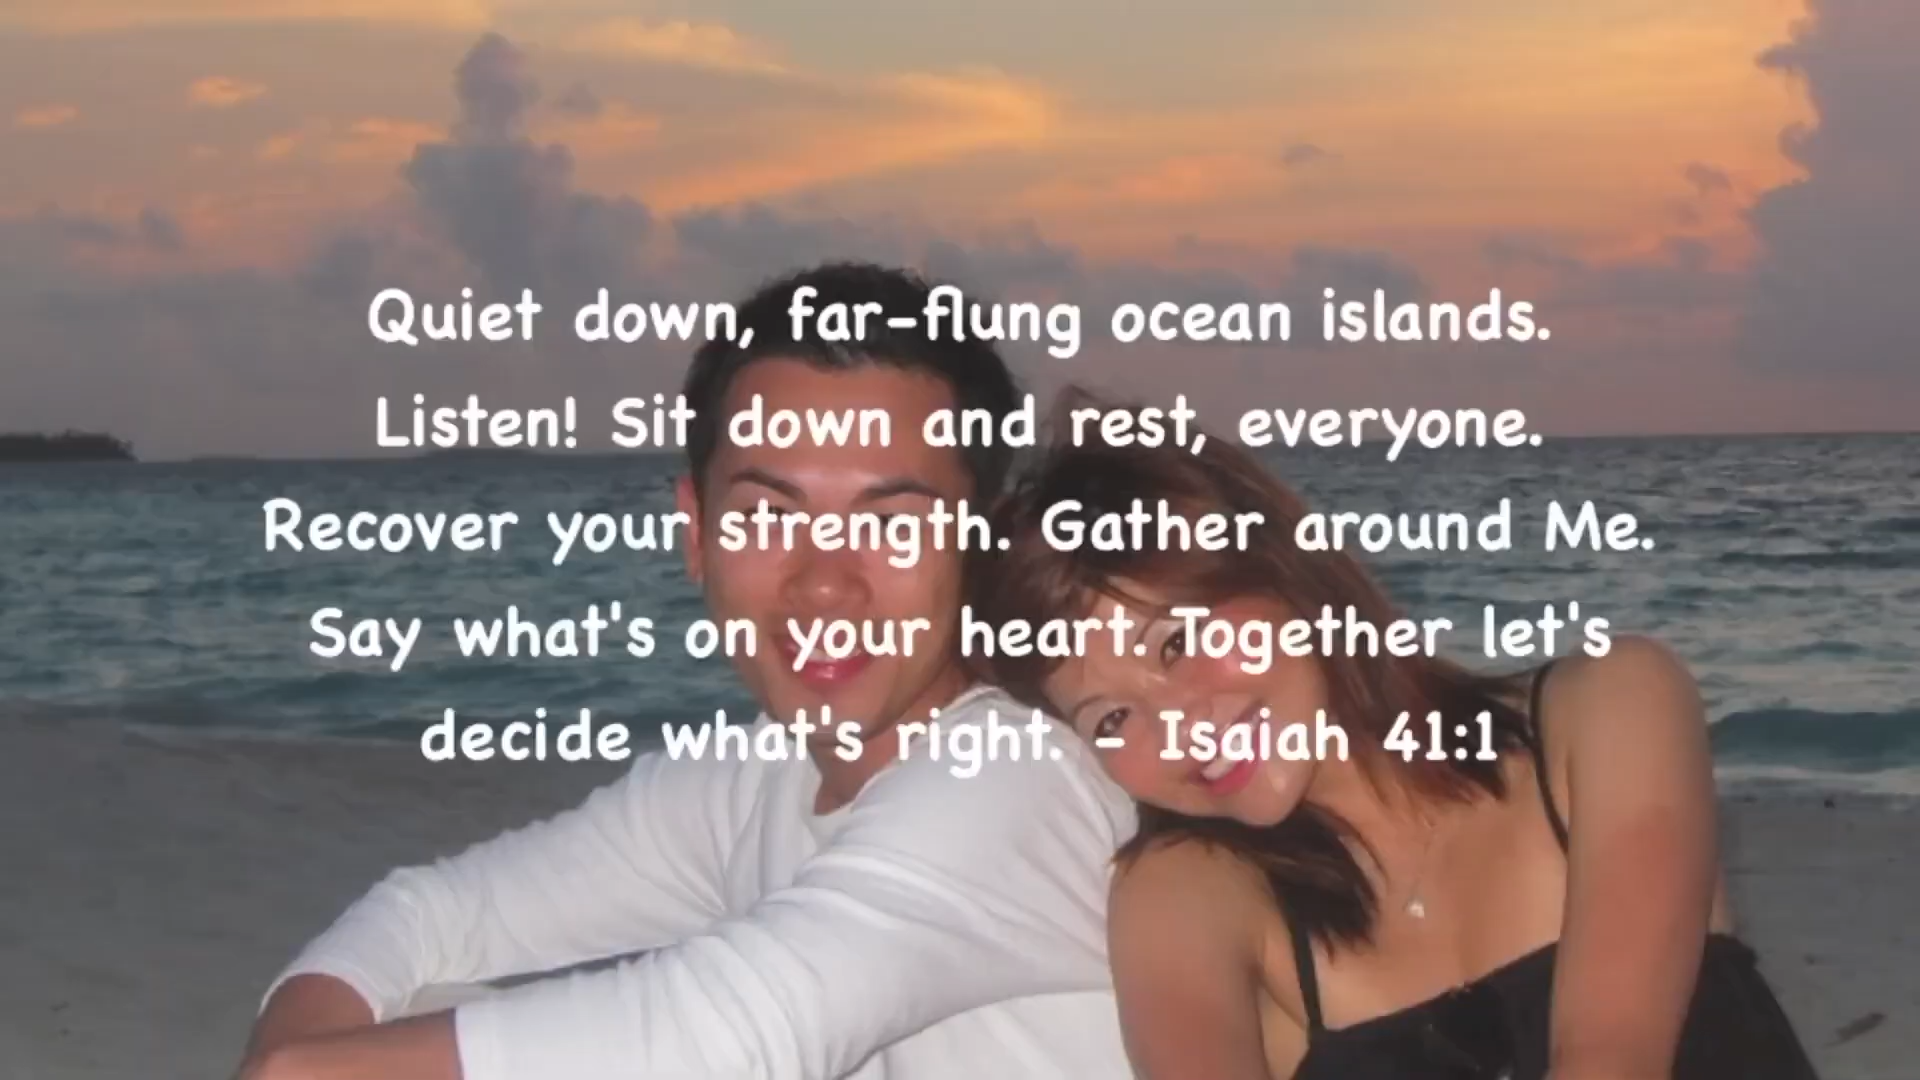 Quiet down, far-flung ocean islands.
Listen! Sit down and rest, everyone.
Recover your strength. Gather around Me.
Say what's on your heart. Together let's
decide what's right. - Isaiah 41:1